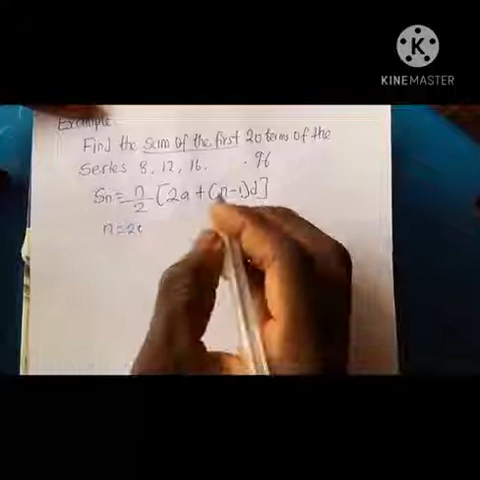 K
KINEMASTER
Example
Find the sum of the first 20 terms of the
Series 8, 12, 16. . 96
Sn = n/2 [2a + (n-1)d]
n = 20